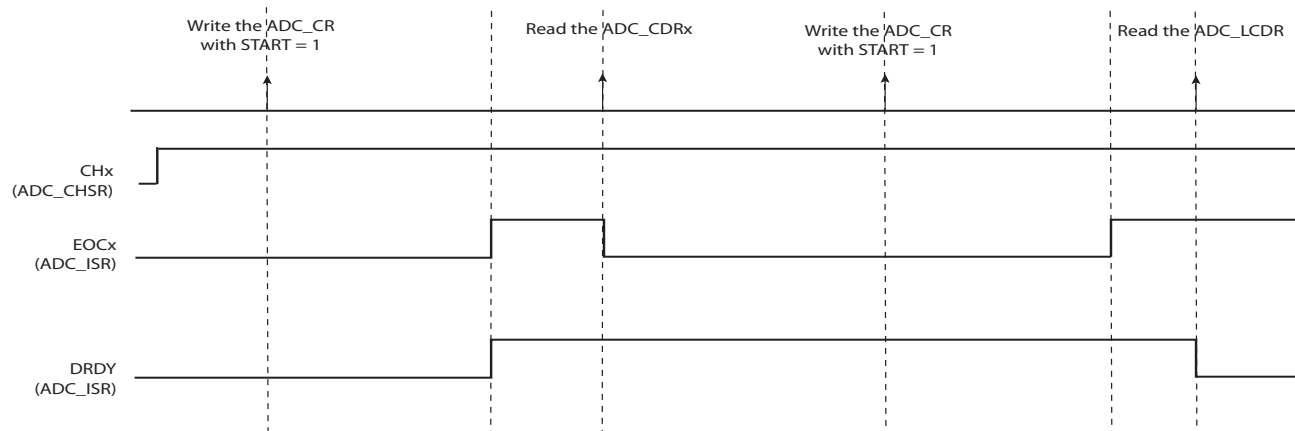 Write the ADC_CR
with START = 1
Read the ADC_CDRx
Write the ADC_CR
with START = 1
Read the ADC_LCDR
CHx
(ADC_CHSR)
EOCx
(ADC_ISR)
DRDY
(ADC_ISR)